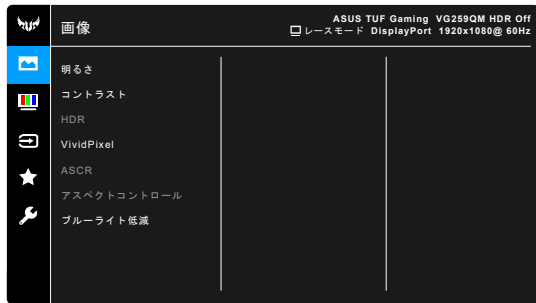 画像
ASUS TUF Gaming VG259QM HDR Off
レースモード DisplayPort 1920x1080@ 60Hz
明るさ
コントラスト
HDR
VividPixel
ASCR
アスペクトコントロール
ブルーライト低減